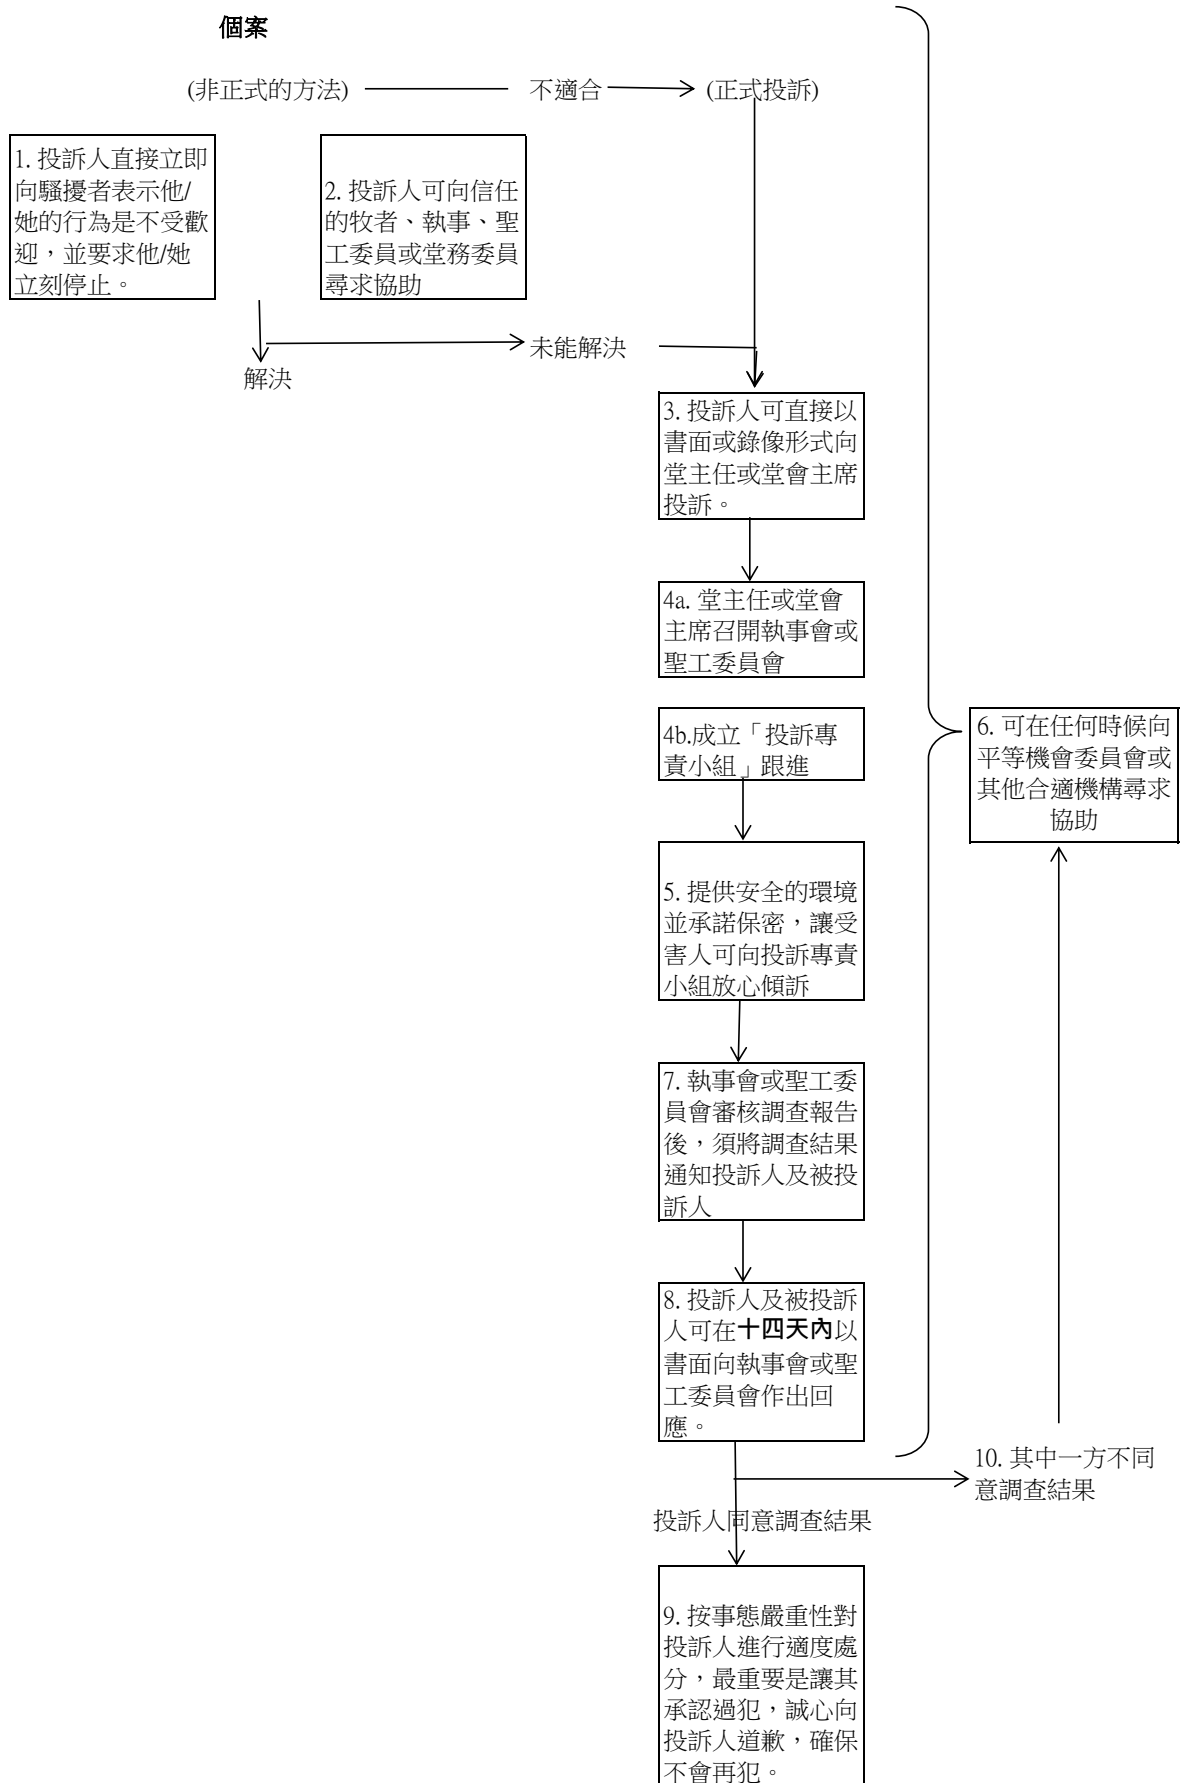 個案
(非正式的方法)
不適合
(正式投訴)
1. 投訴人直接立即
向騷擾者表示他/
她的行為是不受歡
迎，並要求他/她
立刻停止。
2. 投訴人可向信任
的牧者、執事、聖
工委員或堂務委員
尋求協助
未能解決
解決
3. 投訴人可直接以
書面或錄像形式向
堂主任或堂會主席
投訴。
4a. 堂主任或堂會
主席召開執事會或
聖工委員會
4b.成立「投訴專
責小組」跟進
6. 可在任何時候向
平等機會委員會或
其他合適機構尋求
協助
5. 提供安全的環境
並承諾保密，讓受
害人可向投訴專責
小組放心傾訴
7. 執事會或聖工委
員會審核調查報告
後，須將調查結果
通知投訴人及被投
訴人
8. 投訴人及被投訴
人可在十四天內以
書面向執事會或聖
工委員會作出回
應。
10. 其中一方不同
意調查結果
投訴人同意調查結果
9. 按事態嚴重性對
投訴人進行適度處
分，最重要是讓其
承認過犯，誠心向
投訴人道歉，確保
不會再犯。